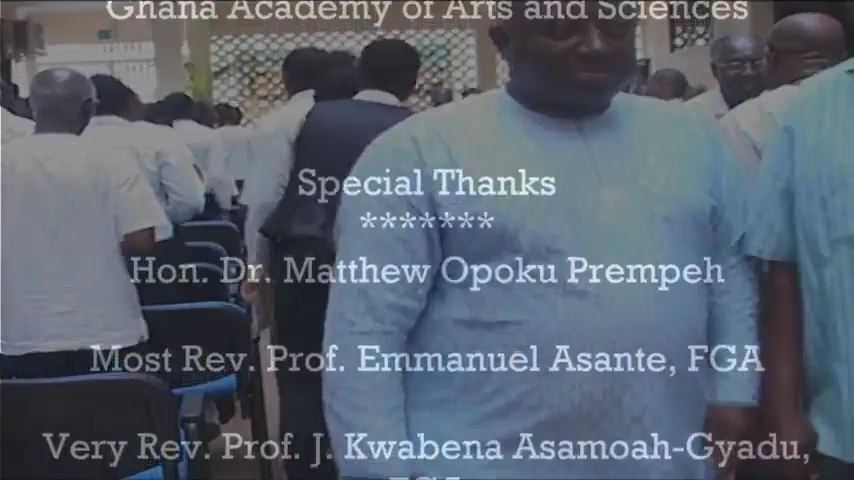 Ghana Academy of Arts and Sciences
Special Thanks
*******
Hon. Dr. Matthew Opoku Prempeh
Most Rev. Prof. Emmanuel Asante, FGA
Very Rev. Prof. J. Kwabena Asamoah-Gyadu,